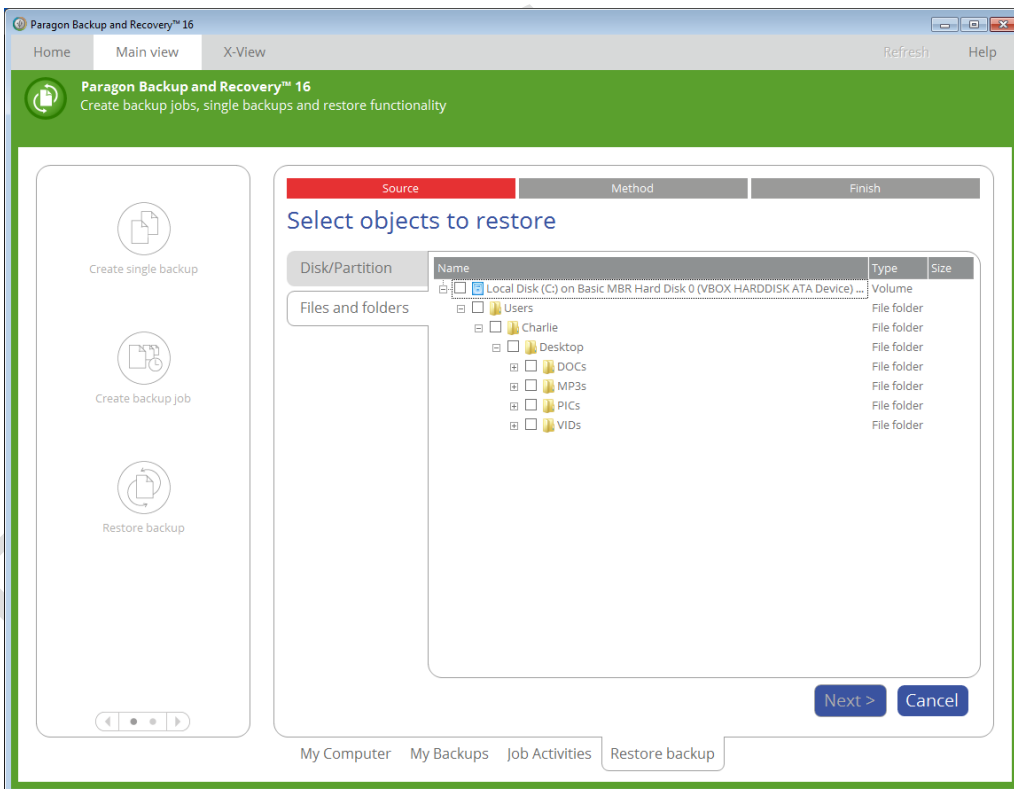 Paragon Backup and Recovery™ 16
Home Main view X-View Refresh Help
Paragon Backup and Recovery™ 16
Create backup jobs, single backups and restore functionality
Create single backup
Create backup job
Restore backup
Source Method Finish
Select objects to restore
Disk/Partition
Files and folders
Name Type Size
Local Disk (C:) on Basic MBR Hard Disk 0 (VBOX HARDDISK ATA Device) ... Volume
Users File folder
Charlie File folder
Desktop File folder
DOCs File folder
MP3s File folder
PICs File folder
VIDs File folder
Next > Cancel
My Computer My Backups Job Activities Restore backup